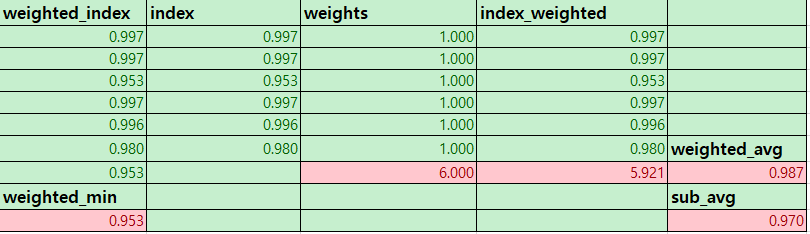 weighted_index index weights index_weighted
0.997 0.997 1.000 0.997
0.997 0.997 1.000 0.997
0.953 0.953 1.000 0.953
0.997 0.997 1.000 0.997
0.996 0.996 1.000 0.996
0.980 0.980 1.000 0.980 weighted_avg
0.953 6.000 5.921 0.987
weighted_min sub_avg
0.953 0.970